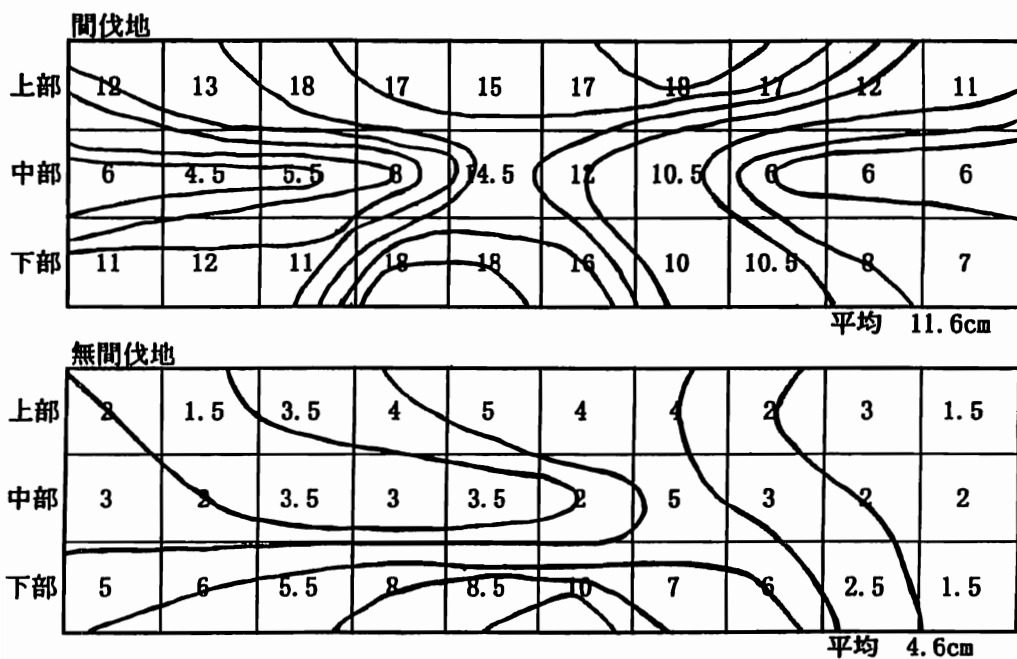 間伐地
上部 12 13 18 17 15 17 18 17 12 11
中部 6 4.5 5.5 8 14.5 12 10.5 6 6 6
下部 11 12 11 18 18 16 10 10.5 8 7
平均 11.6cm
無間伐地
上部 2 1.5 3.5 4 5 4 4 2 3 1.5
中部 3 2 3.5 3 3.5 2 5 3 2 2
下部 5 6 5.5 8 8.5 10 7 6 2.5 1.5
平均 4.6cm